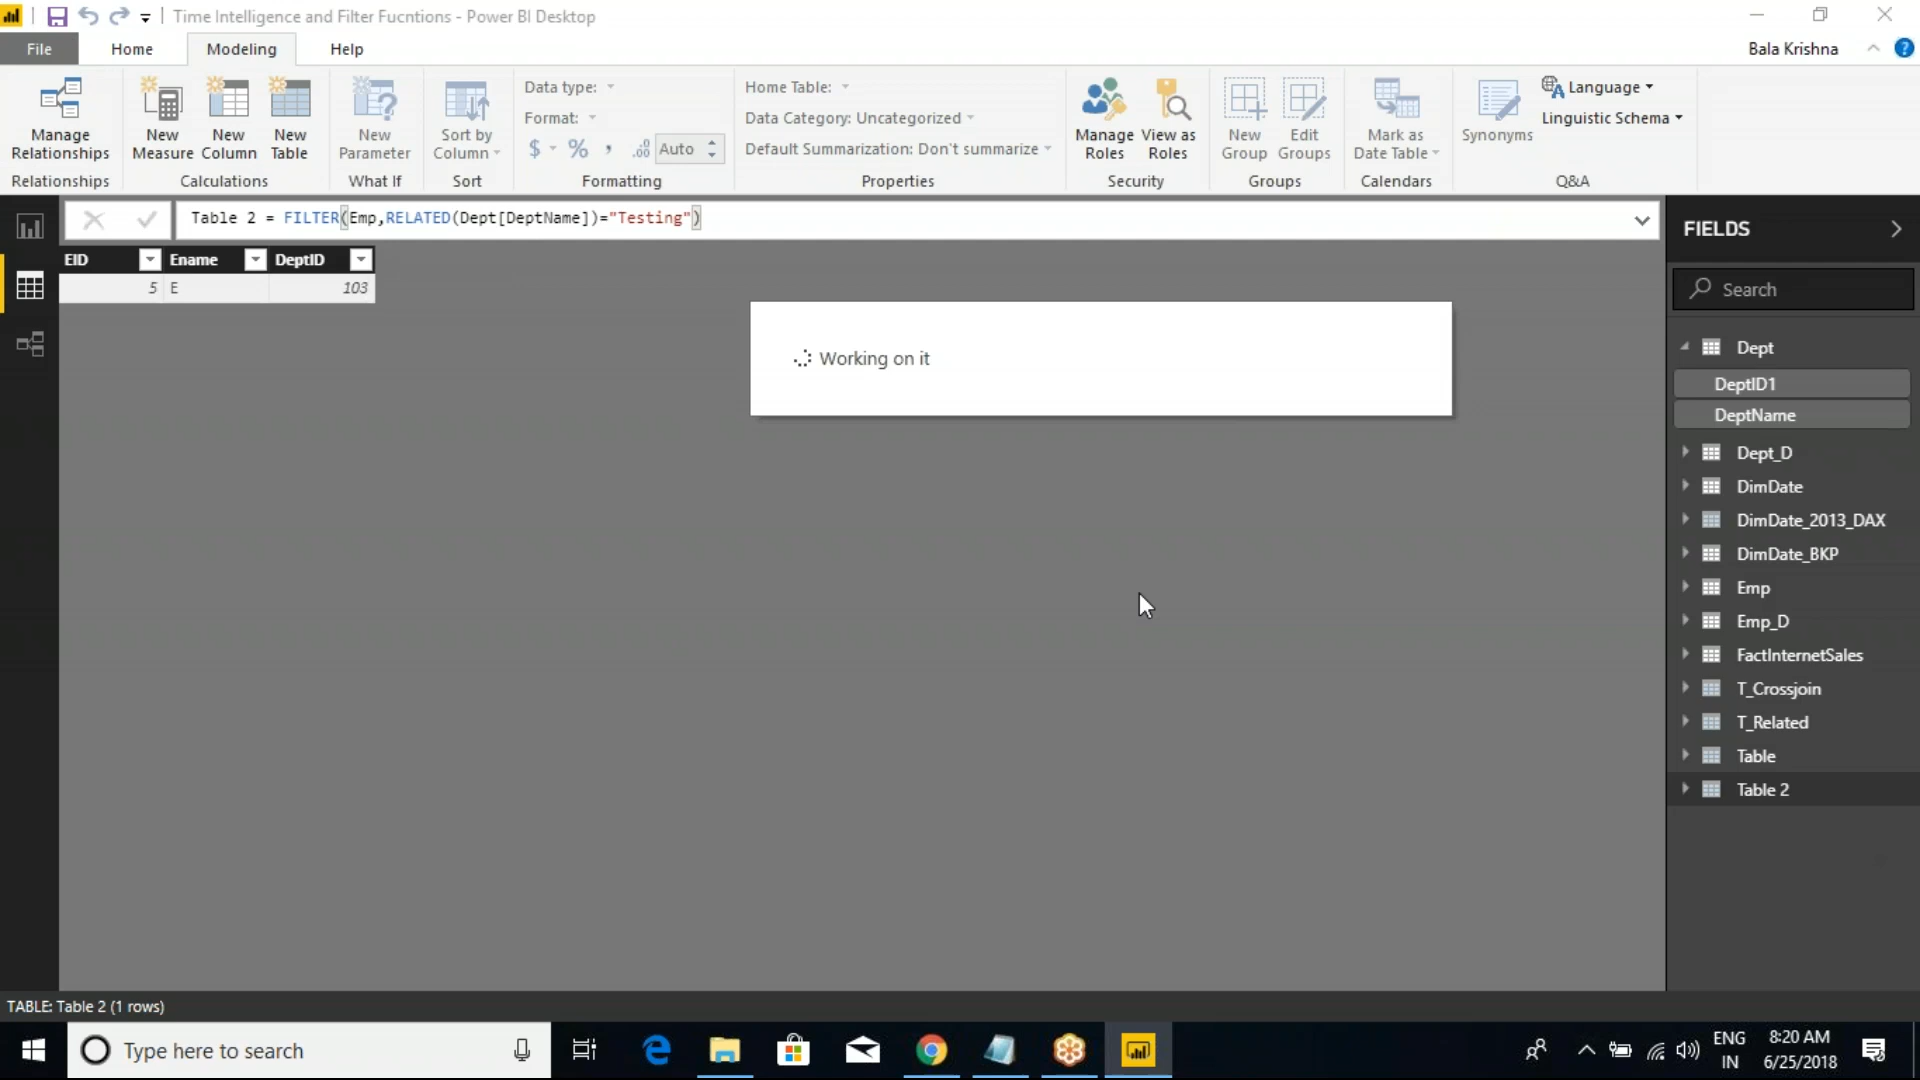 Time Intelligence and Filter Fucntions - Power BI Desktop
File
Home
Modeling
Help
Bala Krishna
Manage
Relationships
New
Measure
New
Column
New
Table
New
Parameter
Sort by
Column
Data type:
Format:
$ % , .00 Auto
Home Table:
Data Category: Uncategorized
Default Summarization: Don't summarize
Manage
Roles
View as
Roles
New
Group
Edit
Groups
Mark as
Date Table
Synonyms
Language
Linguistic Schema
Relationships
Calculations
What If
Sort
Formatting
Properties
Security
Groups
Calendars
Q&A
Table 2 = FILTER(Emp,RELATED(Dept[DeptName])="Testing")
EID Ename DeptID
5 E 103
Working on it
FIELDS
Search
Dept
DeptID1
DeptName
Dept_D
DimDate
DimDate_2013_DAX
DimDate_BKP
Emp
Emp_D
FactInternetSales
T_Crossjoin
T_Related
Table
Table 2
TABLE: Table 2 (1 rows)
Type here to search
ENG
IN
8:20 AM
6/25/2018